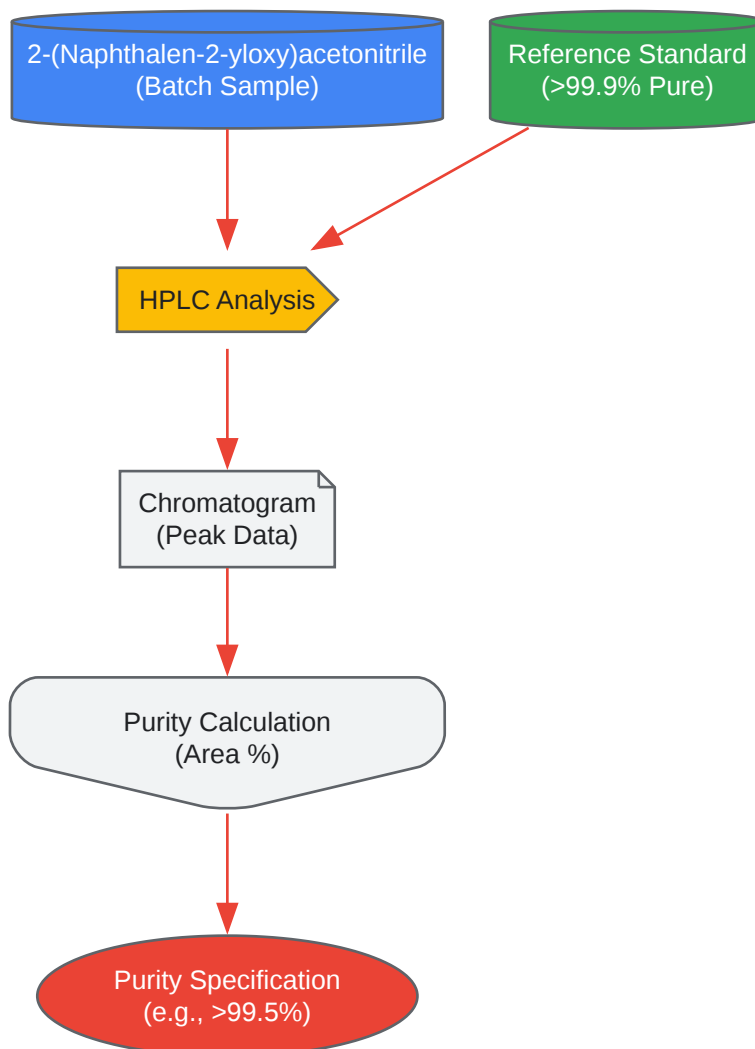 2-(Naphthalen-2-yloxy)acetonitrile
(Batch Sample)
Reference Standard
(>99.9% Pure)
HPLC Analysis
Chromatogram
(Peak Data)
Purity Calculation
(Area %)
Purity Specification
(e.g., >99.5%)